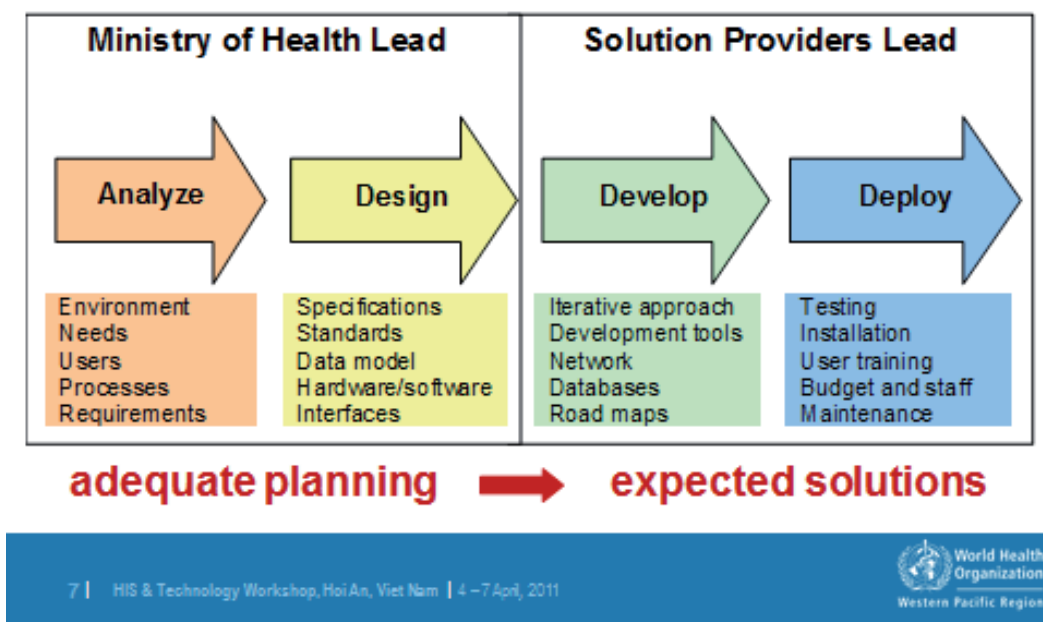 Ministry of Health Lead
Solution Providers Lead
Analyze
Design
Develop
Deploy
Environment
Needs
Users
Processes
Requirements
Specifications
Standards
Data model
Hardware/software
Interfaces
Iterative approach
Development tools
Network
Databases
Road maps
Testing
Installation
User training
Budget and staff
Maintenance
adequate planning
expected solutions
7 | HIS & Technology Workshop, Hoi An, Viet Nam | 4 –7 April, 2011
World Health
Organization
Western Pacific Region